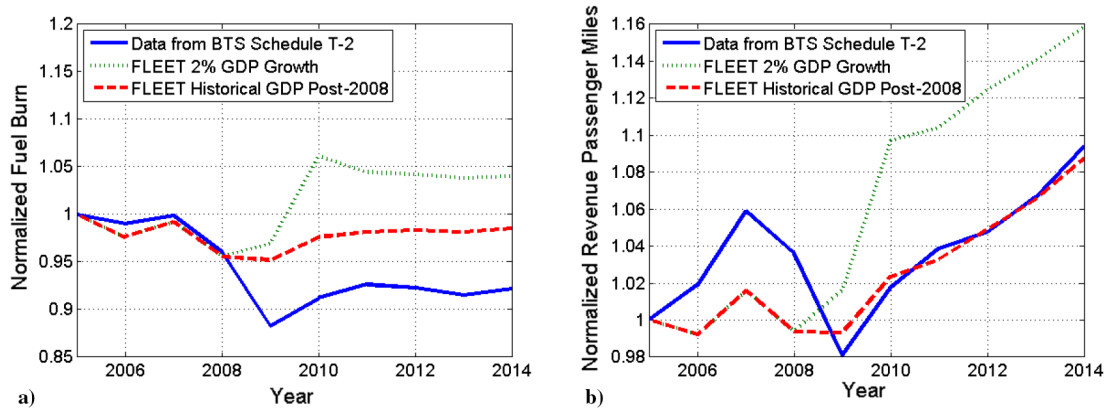 1.2
1.15
1.1
1.05
1
0.95
0.9
0.85
Normalized Fuel Burn
Data from BTS Schedule T-2
FLEET 2% GDP Growth
FLEET Historical GDP Post-2008
2006 2008 2010 2012 2014
Year
a)
1.16
1.14
1.12
1.1
1.08
1.06
1.04
1.02
1
0.98
Normalized Revenue Passenger Miles
Data from BTS Schedule T-2
FLEET 2% GDP Growth
FLEET Historical GDP Post-2008
2006 2008 2010 2012 2014
Year
b)